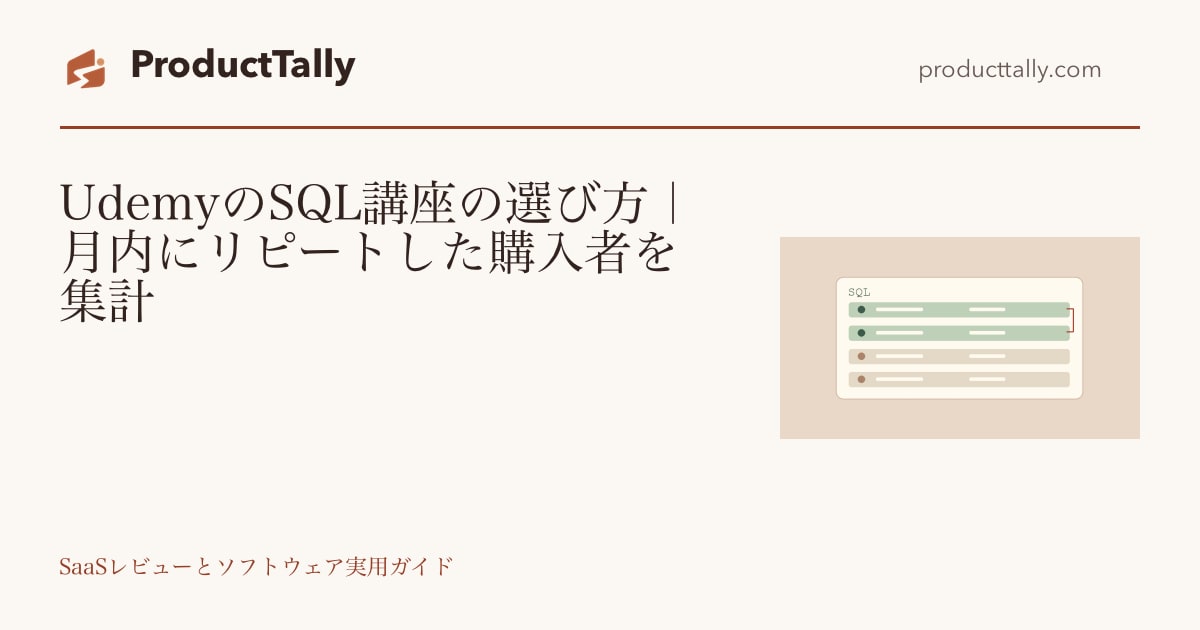 ProductTally
producttally.com
UdemyのSQL講座の選び方｜
月内にリピートした購入者を
集計
SQL
SaaSレビューとソフトウェア実用ガイド